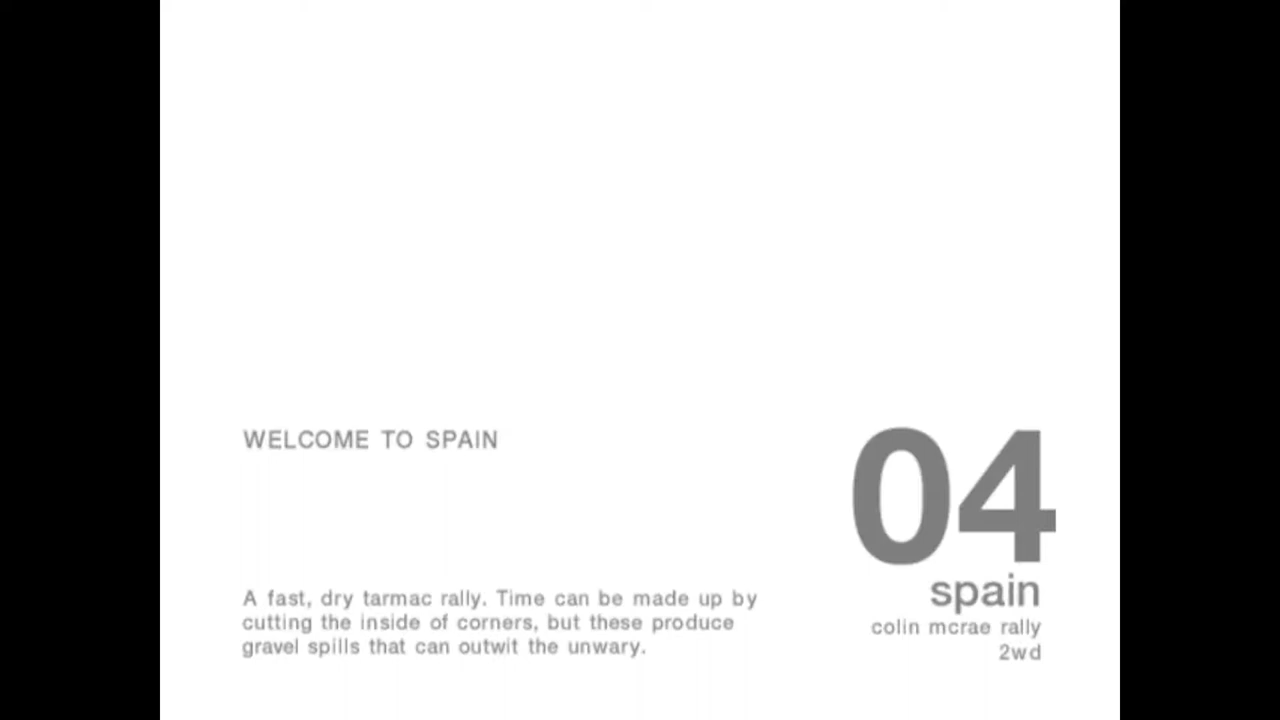 WELCOME TO SPAIN
A fast, dry tarmac rally. Time can be made up by
cutting the inside of corners, but these produce
gravel spills that can outwit the unwary.
04
spain
colin mcrae rally
2wd